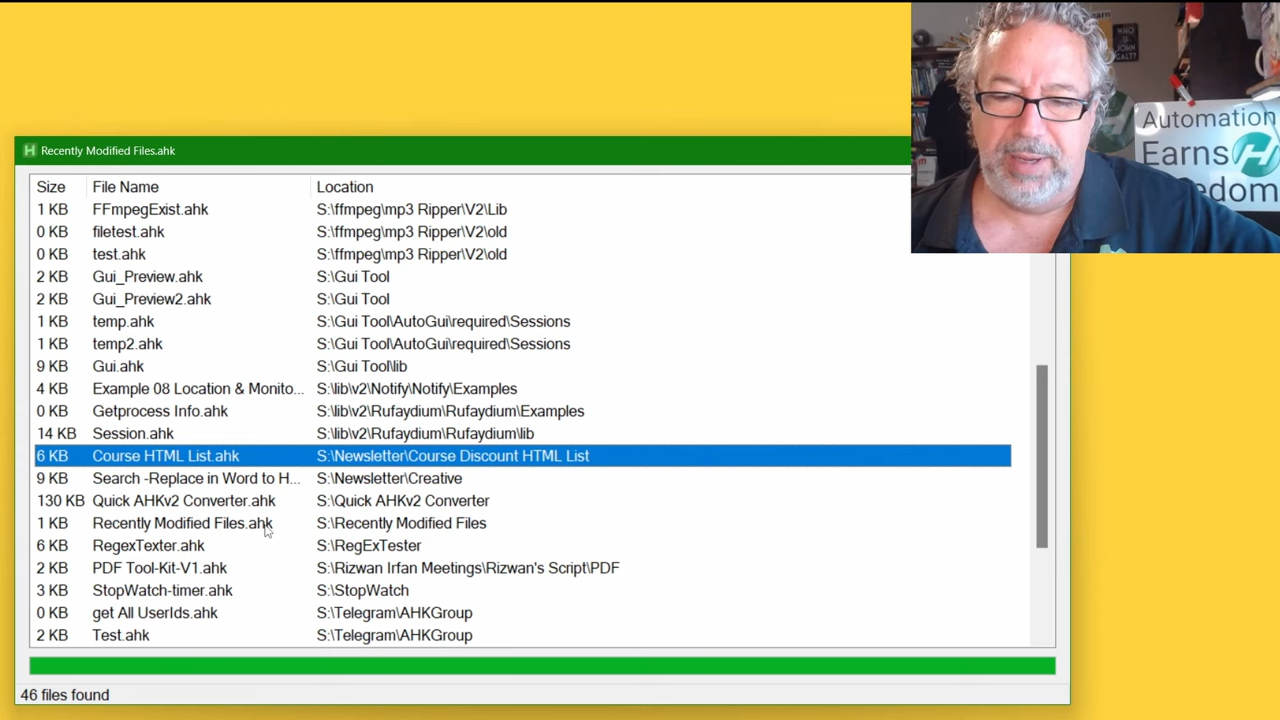 earn
WHO
IS
JOHN
GALT?
Automation
Earns
edom
Recently Modified Files.ahk
Size File Name Location
1 KB FFmpegExist.ahk S:\ffmpeg\mp3 Ripper\V2\Lib
0 KB filetest.ahk S:\ffmpeg\mp3 Ripper\V2\old
0 KB test.ahk S:\ffmpeg\mp3 Ripper\V2\old
2 KB Gui_Preview.ahk S:\Gui Tool
2 KB Gui_Preview2.ahk S:\Gui Tool
1 KB temp.ahk S:\Gui Tool\AutoGui\required\Sessions
1 KB temp2.ahk S:\Gui Tool\AutoGui\required\Sessions
9 KB Gui.ahk S:\Gui Tool\lib
4 KB Example 08 Location & Monito... S:\lib\v2\Notify\Notify\Examples
0 KB Getprocess Info.ahk S:\lib\v2\Rufaydium\Rufaydium\Examples
14 KB Session.ahk S:\lib\v2\Rufaydium\Rufaydium\lib
6 KB Course HTML List.ahk S:\Newsletter\Course Discount HTML List
9 KB Search -Replace in Word to H... S:\Newsletter\Creative
130 KB Quick AHKv2 Converter.ahk S:\Quick AHKv2 Converter
1 KB Recently Modified Files.ahk S:\Recently Modified Files
6 KB RegexTexter.ahk S:\RegExTester
2 KB PDF Tool-Kit-V1.ahk S:\Rizwan Irfan Meetings\Rizwan's Script\PDF
3 KB StopWatch-timer.ahk S:\StopWatch
0 KB get All UserIds.ahk S:\Telegram\AHKGroup
2 KB Test.ahk S:\Telegram\AHKGroup
46 files found